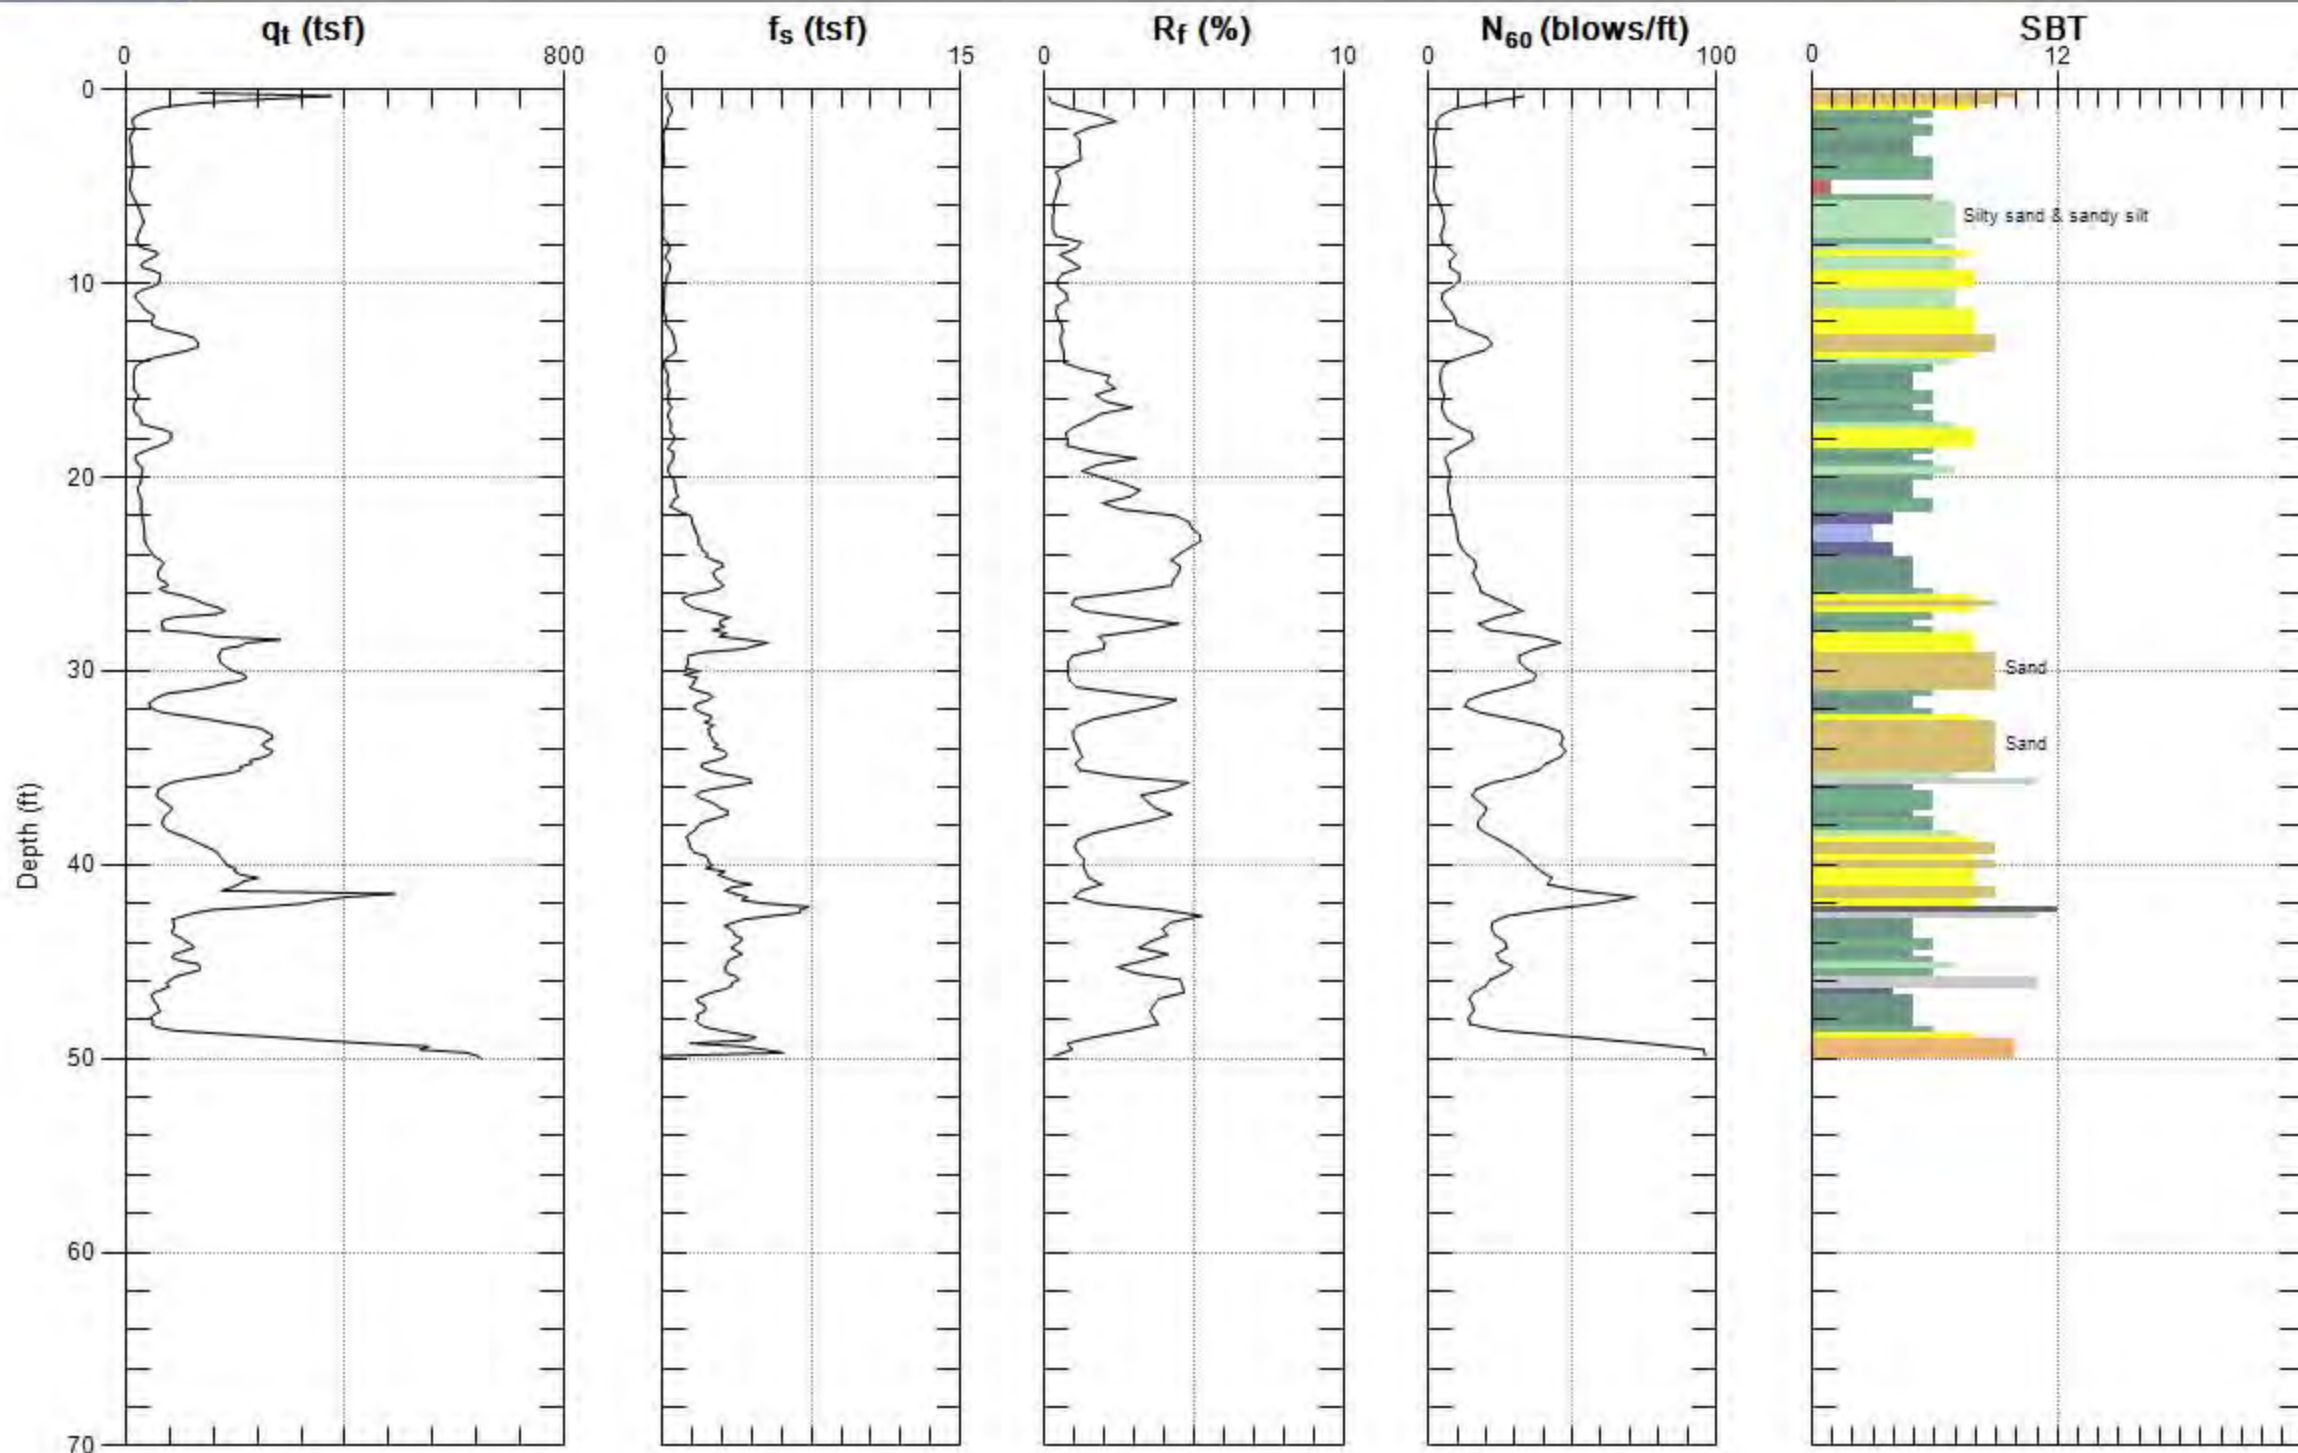 qt (tsf) fs (tsf) Rf (%) N60 (blows/ft) SBT
0 800 0 15 0 10 0 100 0 12
0
Silty sand & sandy silt
10
20
Sand
30
Sand
Depth (ft)
40
50
60
70